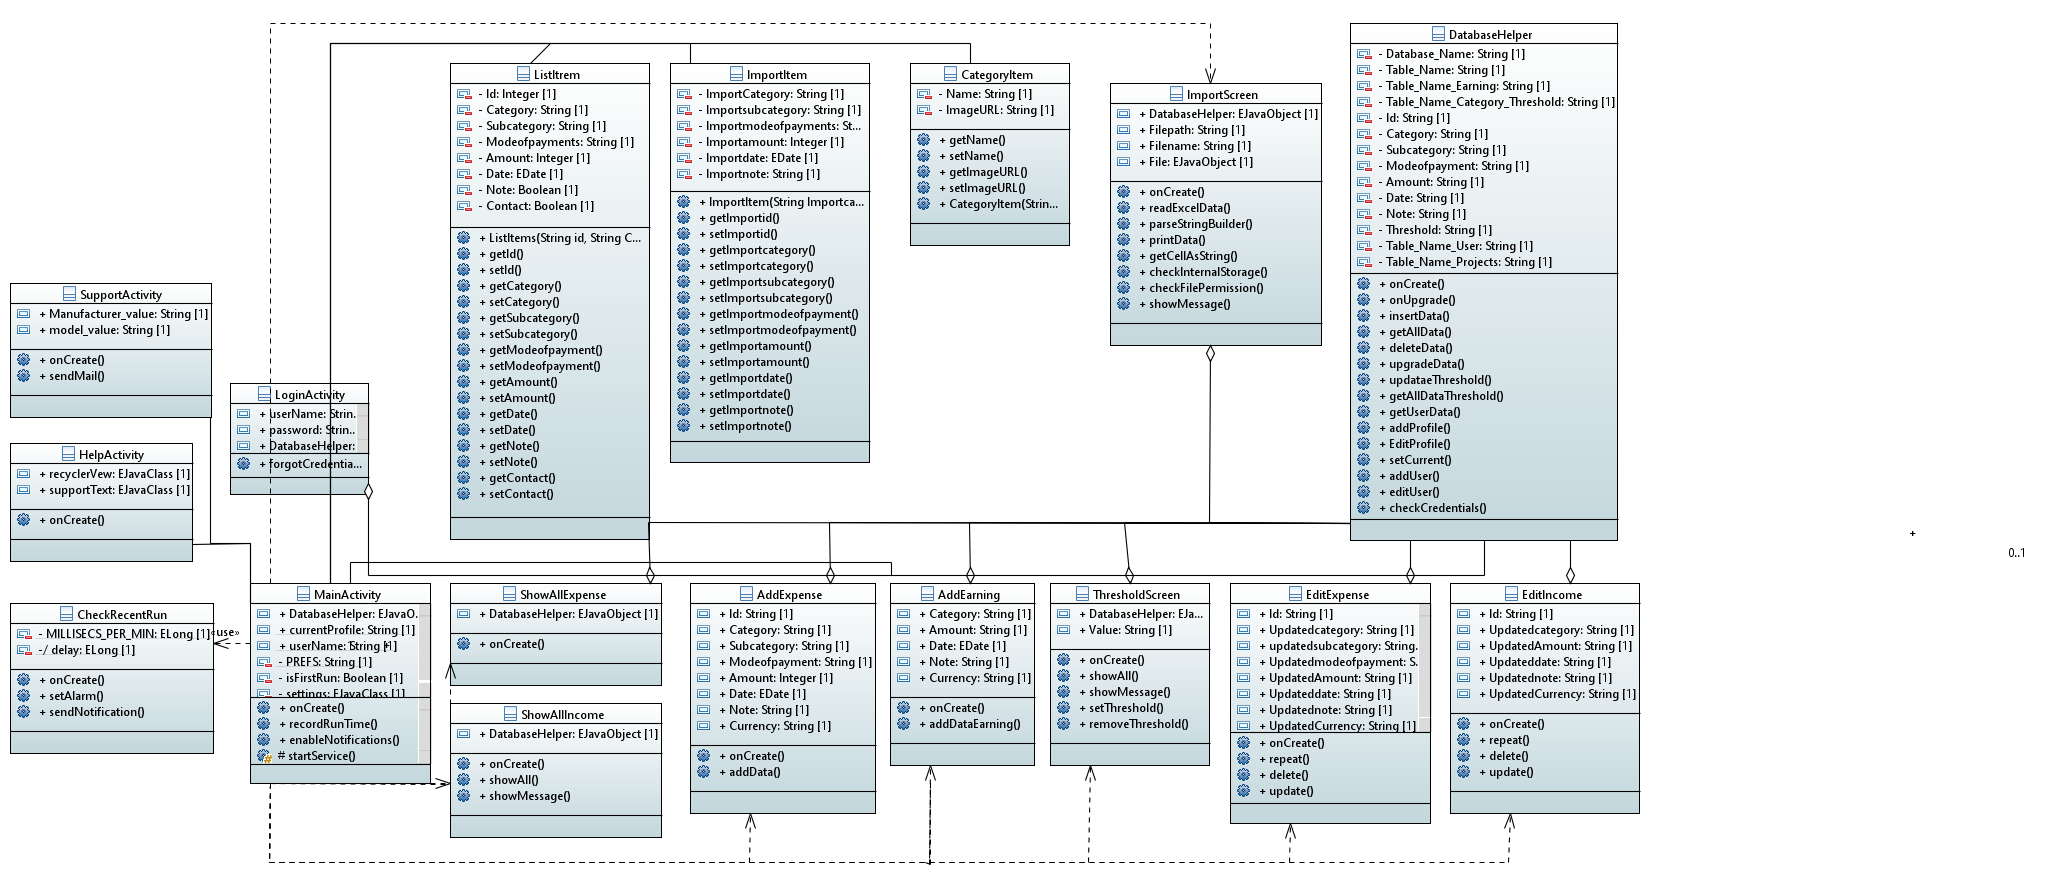 DatabaseHelper
- Database_Name: String [1]
- Table_Name: String [1]
- Table_Name_Earning: String [1]
- Table_Name_Category_Threshold: String [1]
- Id: String [1]
- Category: String [1]
- Subcategory: String [1]
- Modeofpayment: String [1]
- Amount: String [1]
- Date: String [1]
- Note: String [1]
- Threshold: String [1]
- Table_Name_User: String [1]
- Table_Name_Projects: String [1]
+ onCreate()
+ onUpgrade()
+ insertData()
+ getAllData()
+ deleteData()
+ upgradeData()
+ updataeThreshold()
+ getAllDataThreshold()
+ getUserData()
+ addProfile()
+ EditProfile()
+ setCurrent()
+ addUser()
+ editUser()
+ checkCredentials()
ListItrem
- Id: Integer [1]
- Category: String [1]
- Subcategory: String [1]
- Modeofpayments: String [1]
- Amount: Integer [1]
- Date: EDate [1]
- Note: Boolean [1]
- Contact: Boolean [1]
+ ListItems(String id, String C...
+ getId()
+ setId()
+ getCategory()
+ setCategory()
+ getSubcategory()
+ setSubcategory()
+ getModeofpayment()
+ setModeofpayment()
+ getAmount()
+ setAmount()
+ getDate()
+ setDate()
+ getNote()
+ setNote()
+ getContact()
+ setContact()
ImportItem
- ImportCategory: String [1]
- Importsubcategory: String [1]
- Importmodeofpayments: St...
- Importamount: Integer [1]
- Importdate: EDate [1]
- Importnote: String [1]
+ ImportItem(String Importca...
+ getImportid()
+ setImportid()
+ getImportcategory()
+ setImportcategory()
+ getImportsubcategory()
+ setImportsubcategory()
+ getImportmodeofpayment()
+ setImportmodeofpayment()
+ getImportamount()
+ setImportamount()
+ getImportdate()
+ setImportdate()
+ getImportnote()
+ setImportnote()
CategoryItem
- Name: String [1]
- ImageURL: String [1]
+ getName()
+ setName()
+ getImageURL()
+ setImageURL()
+ CategoryItem(Strin...
ImportScreen
+ DatabaseHelper: EJavaObject [1]
+ Filepath: String [1]
+ Filename: String [1]
+ File: EJavaObject [1]
+ onCreate()
+ readExcelData()
+ parseStringBuilder()
+ printData()
+ getCellAsString()
+ checkInternalStorage()
+ checkFilePermission()
+ showMessage()
SupportActivity
+ Manufacturer_value: String [1]
+ model_value: String [1]
+ onCreate()
+ sendMail()
LoginActivity
+ userName: Strin.
+ password: Strin..
+ DatabaseHelper:
+ forgotCredentia...
HelpActivity
+ recyclerVew: EJavaClass [1]
+ supportText: EJavaClass [1]
+ onCreate()
+
0..1
CheckRecentRun
- MILLISECS_PER_MIN: ELong [1]
-/ delay: ELong [1]
+ onCreate()
+ setAlarm()
+ sendNotification()
«use»
MainActivity
+ DatabaseHelper: EJavaO.
+ currentProfile: String [1]
+ userName: String [1]
- PREFS: String [1]
- isFirstRun: Boolean [1]
- settings: EJavaClass [1]
+ onCreate()
+ recordRunTime()
+ enableNotifications()
# startService()
ShowAllExpense
+ DatabaseHelper: EJavaObject [1]
+ onCreate()
ShowAllIncome
+ DatabaseHelper: EJavaObject [1]
+ onCreate()
+ showAll()
+ showMessage()
AddExpense
+ Id: String [1]
+ Category: String [1]
+ Subcategory: String [1]
+ Modeofpayment: String [1]
+ Amount: Integer [1]
+ Date: EDate [1]
+ Note: String [1]
+ Currency: String [1]
+ onCreate()
+ addData()
AddEarning
+ Category: String [1]
+ Amount: String [1]
+ Date: EDate [1]
+ Note: String [1]
+ Currency: String [1]
+ onCreate()
+ addDataEarning()
ThresholdScreen
+ DatabaseHelper: EJa...
+ Value: String [1]
+ onCreate()
+ showAll()
+ showMessage()
+ setThreshold()
+ removeThreshold()
EditExpense
+ Id: String [1]
+ Updatedcategory: String [1]
+ updatedsubcategory: String.
+ Updatedmodeofpayment: S.
+ UpdatedAmount: String [1]
+ Updateddate: String [1]
+ Updatednote: String [1]
+ UpdatedCurrency: String [1]
+ onCreate()
+ repeat()
+ delete()
+ update()
EditIncome
+ Id: String [1]
+ Updatedcategory: String [1]
+ UpdatedAmount: String [1]
+ Updateddate: String [1]
+ Updatednote: String [1]
+ UpdatedCurrency: String [1]
+ onCreate()
+ repeat()
+ delete()
+ update()